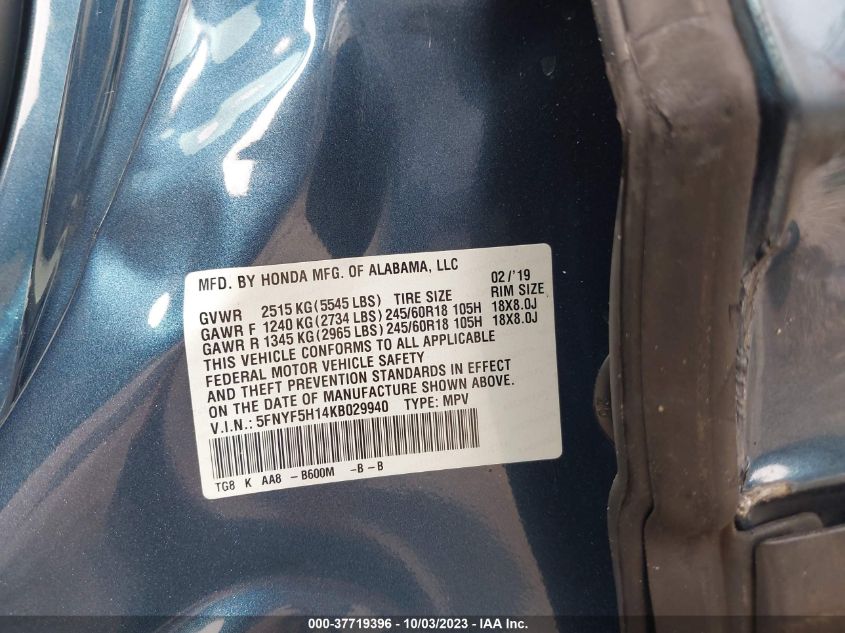 MFD. BY HONDA MFG. OF ALABAMA, LLC 02/'19
GVWR 2515 KG (5545 LBS) TIRE SIZE RIM SIZE
GAWR F 1240 KG (2734 LBS) 245/60R18 105H 18X8.0J
GAWR R 1345 KG (2965 LBS) 245/60R18 105H 18X8.0J
THIS VEHICLE CONFORMS TO ALL APPLICABLE
FEDERAL MOTOR VEHICLE SAFETY
AND THEFT PREVENTION STANDARDS IN EFFECT
ON THE DATE OF MANUFACTURE SHOWN ABOVE.
V.I.N.: 5FNYF5H14KB029940 TYPE: MPV
TG8 K AA8 -B600M -B-B
000-37719396 - 10/03/2023 - IAA Inc.